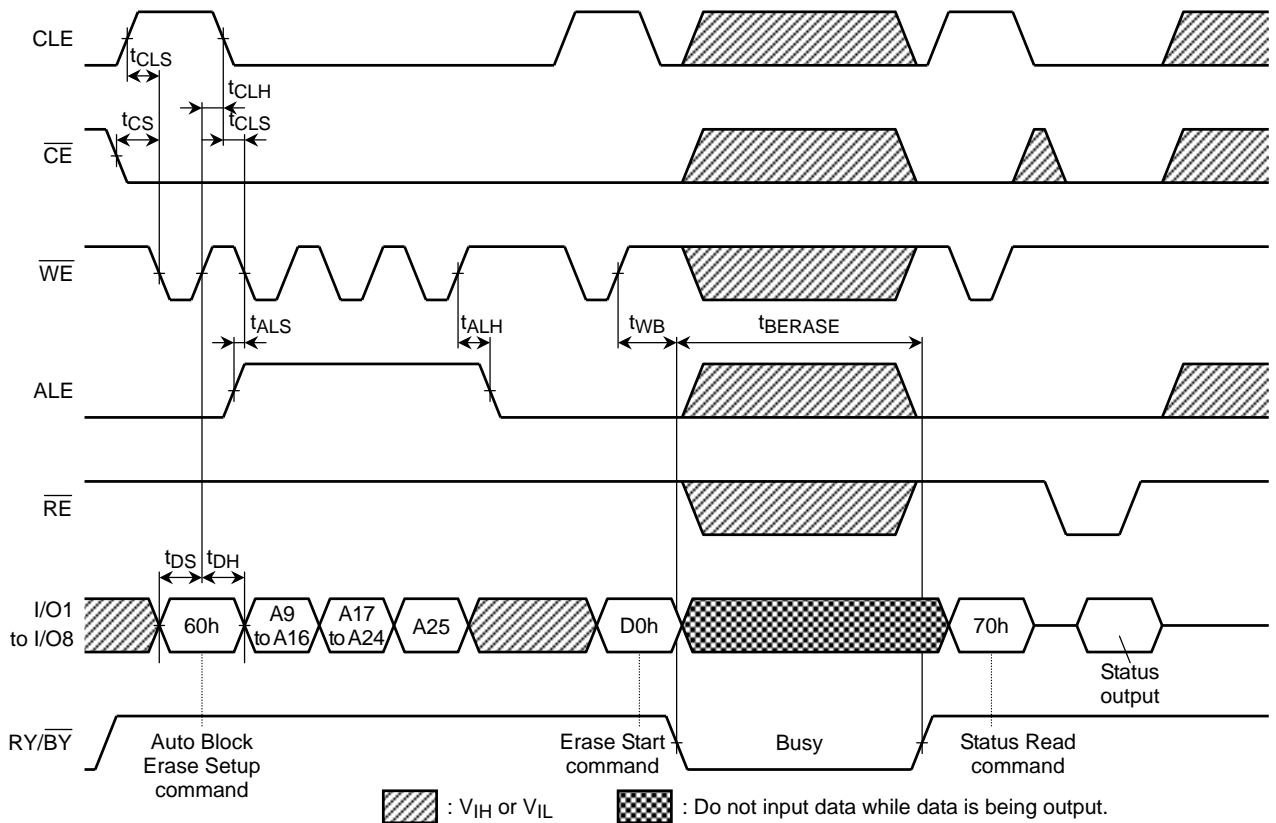 CLE
tCLS
tCLH
tCS
tCLS
CE
WE
tALS
tALH
tWB
tBERASE
ALE
RE
tDS
tDH
I/O1
to I/O8
60h
A9
to A16
A17
to A24
A25
D0h
70h
Status
output
RY/BY
Auto Block
Erase Setup
command
Erase Start
command
Busy
Status Read
command
: VIH or VIL
: Do not input data while data is being output.